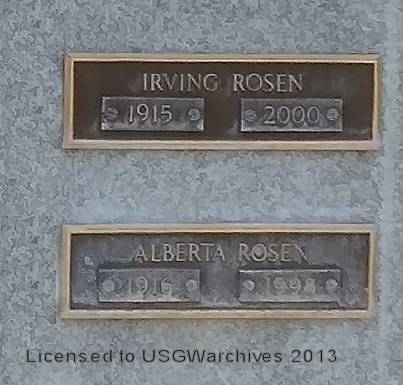 IRVING ROSEN
1915 2000
ALBERTA ROSEN
1916 1998
Licensed to USGWarchives 2013